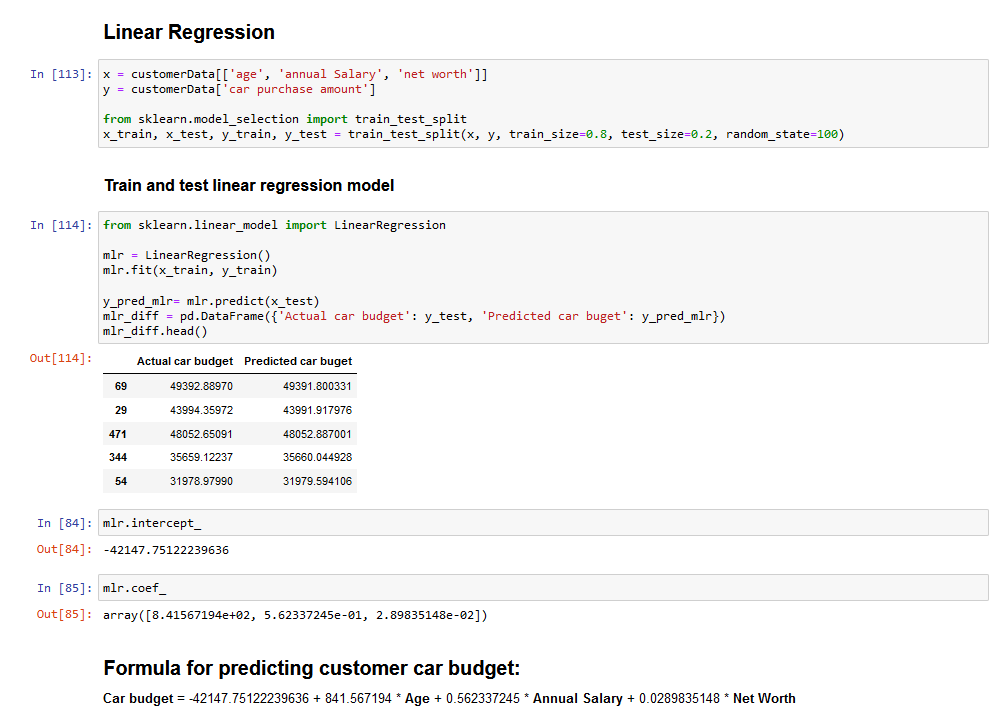 Linear Regression
In [113]: x = customerData[['age', 'annual Salary', 'net worth']]
y = customerData['car purchase amount']
from sklearn.model_selection import train_test_split
x_train, x_test, y_train, y_test = train_test_split(x, y, train_size=0.8, test_size=0.2, random_state=100)
Train and test linear regression model
In [114]: from sklearn.linear_model import LinearRegression
mlr = LinearRegression()
mlr.fit(x_train, y_train)
y_pred_mlr= mlr.predict(x_test)
mlr_diff = pd.DataFrame({'Actual car budget': y_test, 'Predicted car buget': y_pred_mlr})
mlr_diff.head()
Out[114]: Actual car budget Predicted car buget
69 49392.88970 49391.800331
29 43994.35972 43991.917976
471 48052.65091 48052.887001
344 35659.12237 35660.044928
54 31978.97990 31979.594106
In [84]: mlr.intercept_
Out[84]: -42147.75122239636
In [85]: mlr.coef_
Out[85]: array([8.41567194e+02, 5.62337245e-01, 2.89835148e-02])
Formula for predicting customer car budget:
Car budget = -42147.75122239636 + 841.567194 * Age + 0.562337245 * Annual Salary + 0.0289835148 * Net Worth